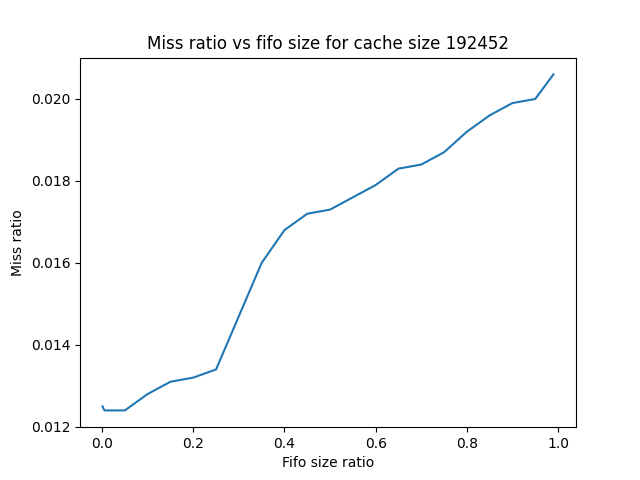 Miss ratio vs fifo size for cache size 192452
0.020
0.018
0.016
0.014
0.012
Miss ratio
0.0 0.2 0.4 0.6 0.8 1.0
Fifo size ratio